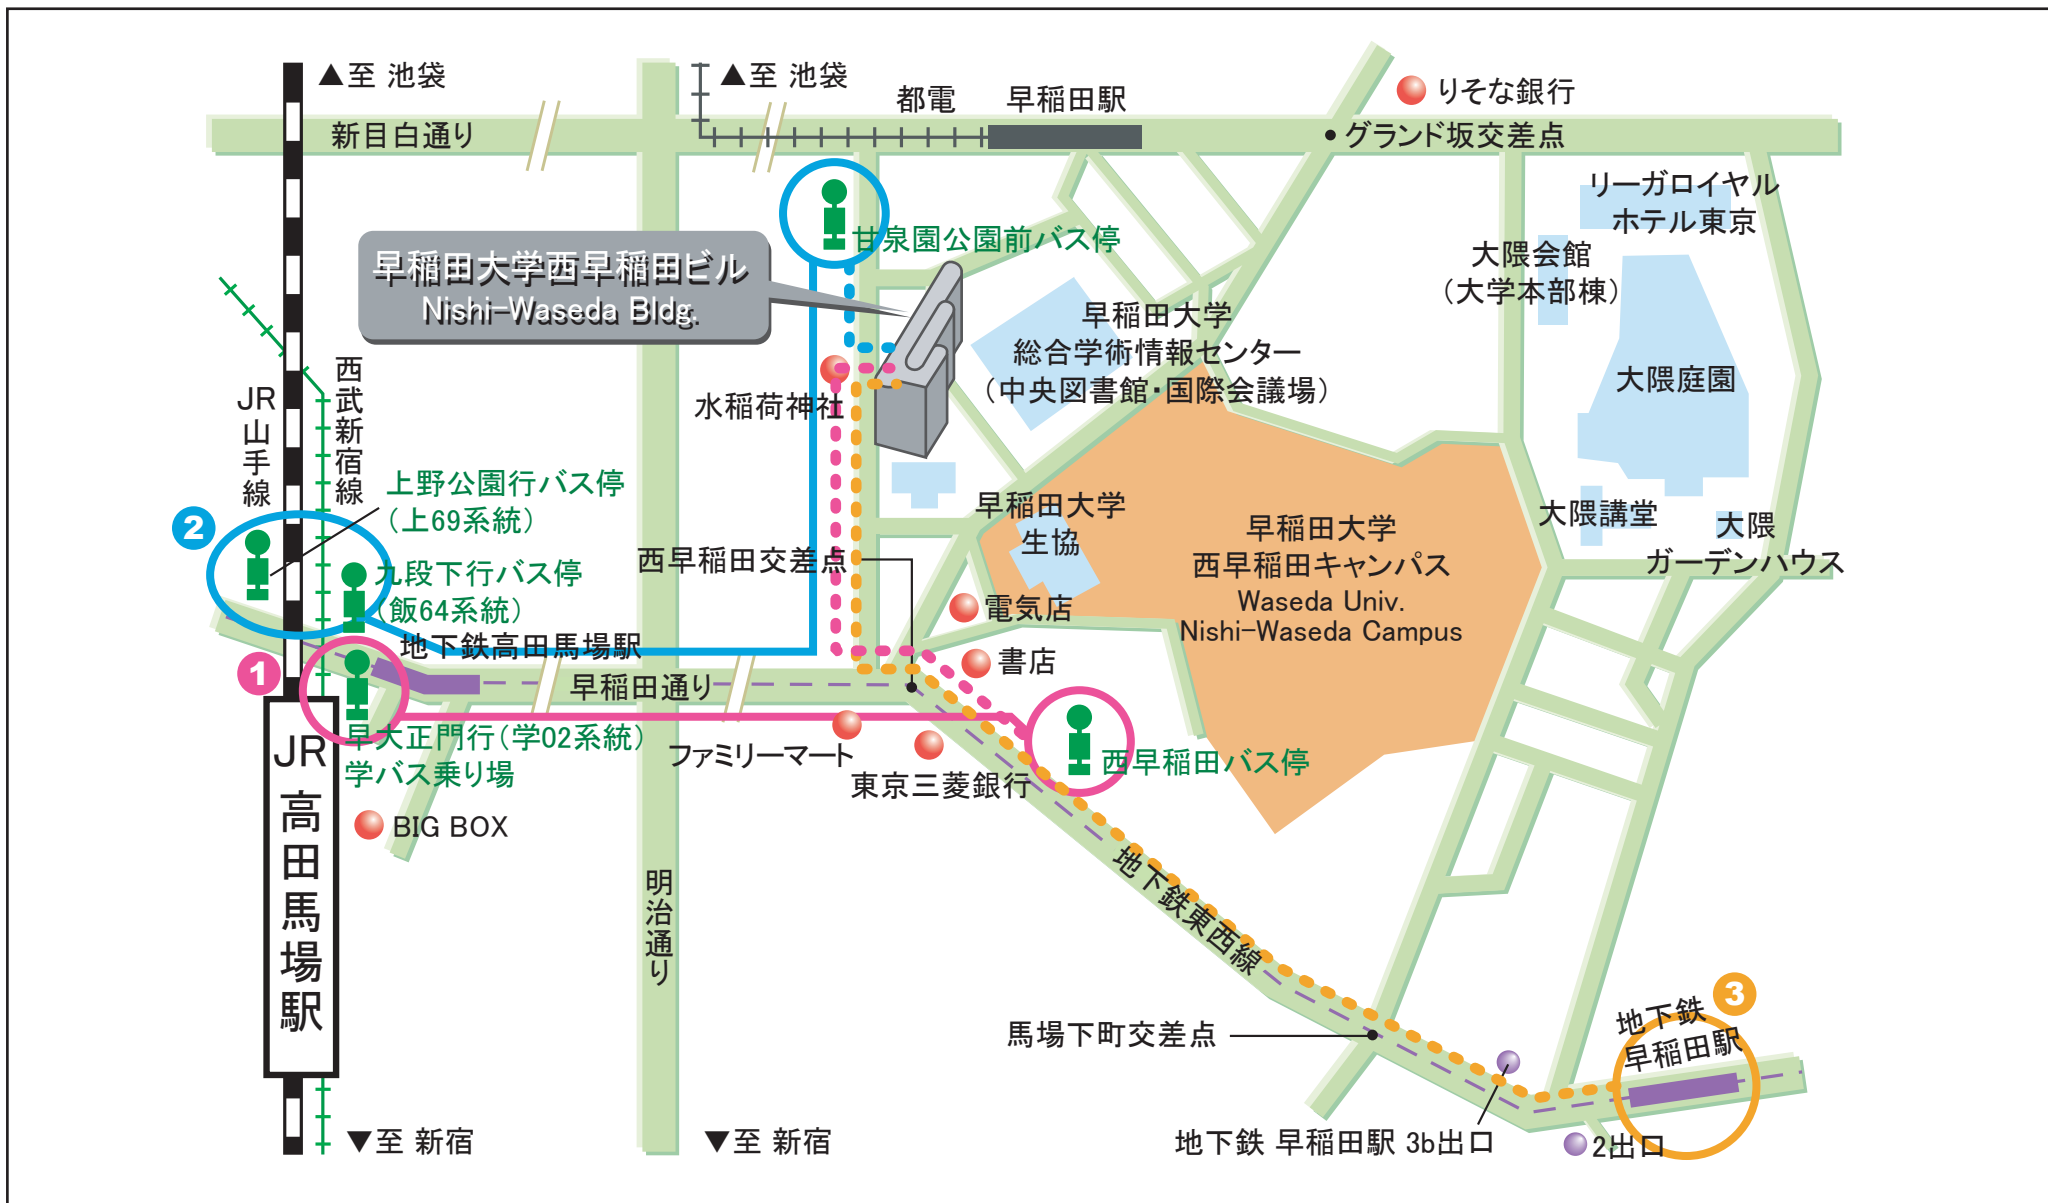 ▲至 池袋
▲至 池袋
都電
早稲田駅
りそな銀行
新目白通り
グランド坂交差点
リーガロイヤル
ホテル東京
甘泉園公園前バス停
早稲田大学西早稲田ビル
Nishi-Waseda Bldg.
大隈会館
(大学本部棟)
早稲田大学
総合学術情報センター
(中央図書館・国際会議場)
大隈庭園
JR山手線
西武新宿線
水稲荷神社
上野公園行バス停
(上69系統)
2
九段下行バス停
(飯64系統)
西早稲田交差点
早稲田大学
生協
早稲田大学
西早稲田キャンパス
Waseda Univ.
Nishi-Waseda Campus
大隈講堂
大隈
ガーデンハウス
電気店
地下鉄高田馬場駅
1
書店
早稲田通り
早大正門行(学02系統)
学バス乗り場
ファミリーマート
東京三菱銀行
西早稲田バス停
JR高田馬場駅
BIG BOX
明治通り
地下鉄東西線
馬場下町交差点
3
地下鉄
早稲田駅
地下鉄 早稲田駅 3b出口
2出口
▼至 新宿
▼至 新宿